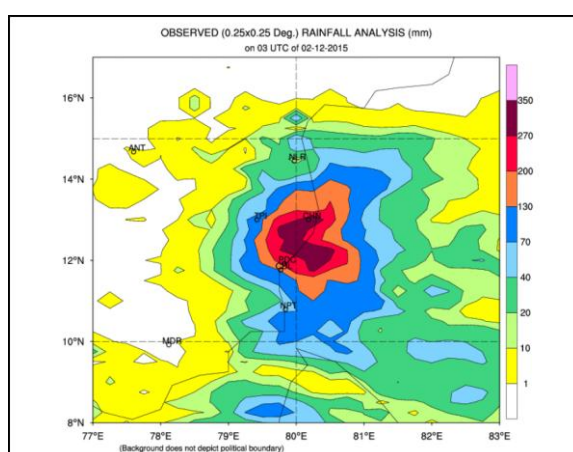 OBSERVED (0.25x0.25 Deg.) RAINFALL ANALYSIS (mm)
on 03 UTC of 02-12-2015
16°N
14°N
12°N
10°N
8°N
ANT
NLR
TPT
NPT
MDR
350
270
200
130
70
40
20
10
1
77°E
78°E
79°E
80°E
81°E
82°E
83°E
(Background does not depict political boundary)